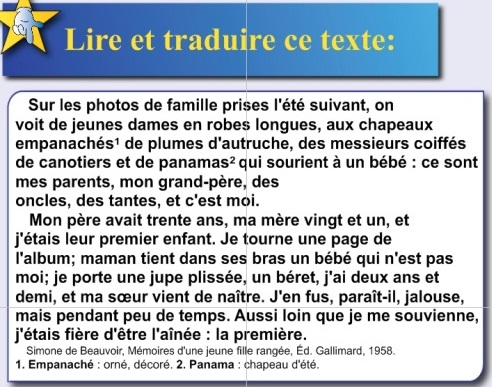 Lire et traduire ce texte:
Sur les photos de famille prises l'été suivant, on
voit de jeunes dames en robes longues, aux chapeaux
empanachés¹ de plumes d'autruche, des messieurs coiffés
de canotiers et de panamas² qui sourient à un bébé : ce sont
mes parents, mon grand-père, des
oncles, des tantes, et c'est moi.
Mon père avait trente ans, ma mère vingt et un, et
j'étais leur premier enfant. Je tourne une page de
l'album; maman tient dans ses bras un bébé qui n'est pas
moi; je porte une jupe plissée, un béret, j'ai deux ans et
demi, et ma sœur vient de naître. J'en fus, paraît-il, jalouse,
mais pendant peu de temps. Aussi loin que je me souvienne,
j'étais fière d'être l'aînée : la première.
Simone de Beauvoir, Mémoires d'une jeune fille rangée, Éd. Gallimard, 1958.
1. Empanaché : orné, décoré. 2. Panama : chapeau d'été.